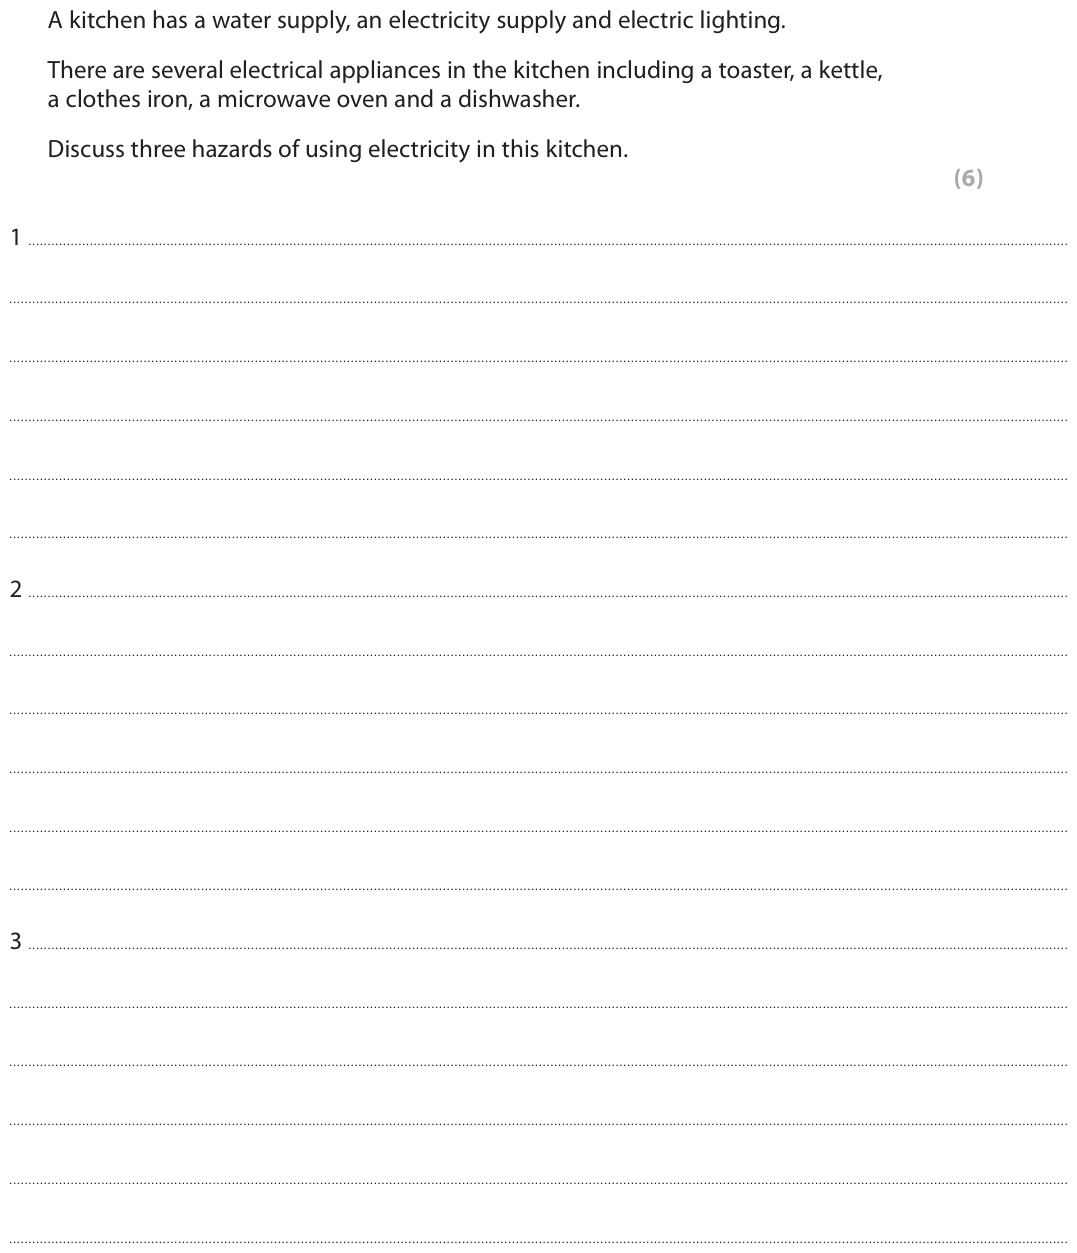 A kitchen has a water supply, an electricity supply and electric lighting.
There are several electrical appliances in the kitchen including a toaster, a kettle,
a clothes iron, a microwave oven and a dishwasher.
Discuss three hazards of using electricity in this kitchen.
(6)
1
2
3